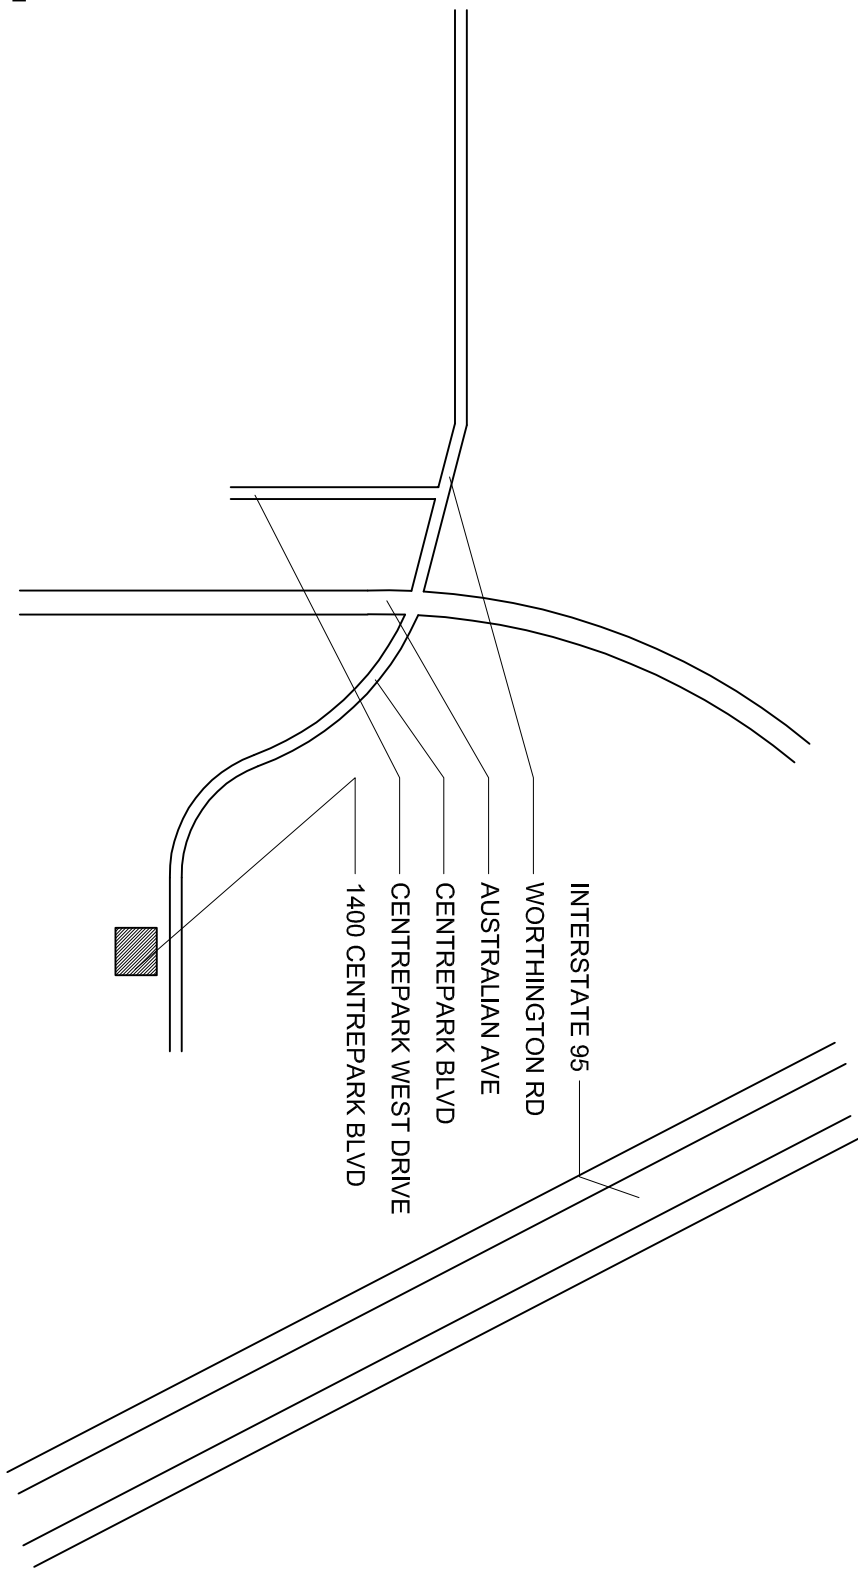 INTERSTATE 95
WORTHINGTON RD
AUSTRALIAN AVE
CENTREPARK BLVD
CENTREPARK WEST DRIVE
1400 CENTREPARK BLVD